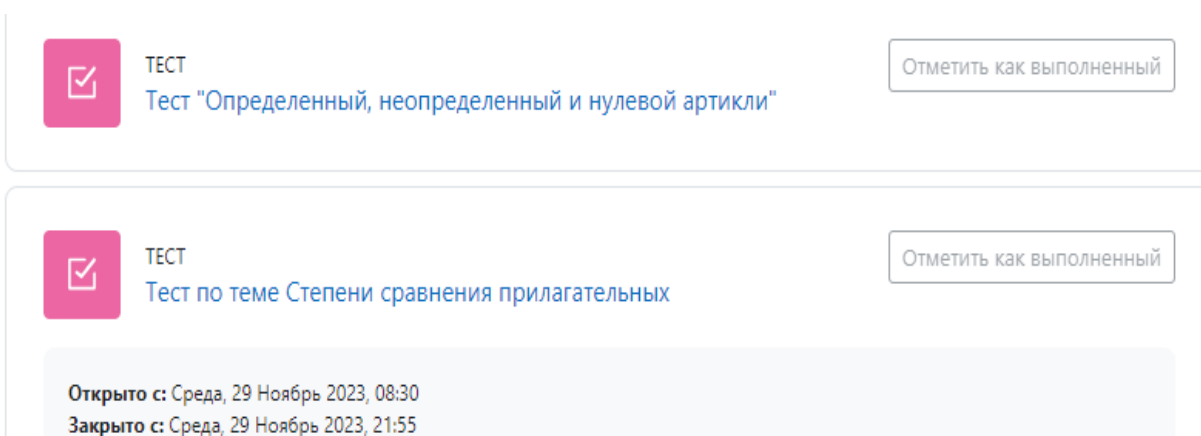 ТЕСТ
Отметить как выполненный
Тест "Определенный, неопределенный и нулевой артикли"
ТЕСТ
Отметить как выполненный
Тест по теме Степени сравнения прилагательных
Открыто с: Среда, 29 Ноябрь 2023, 08:30
Закрыто с: Среда, 29 Ноябрь 2023, 21:55